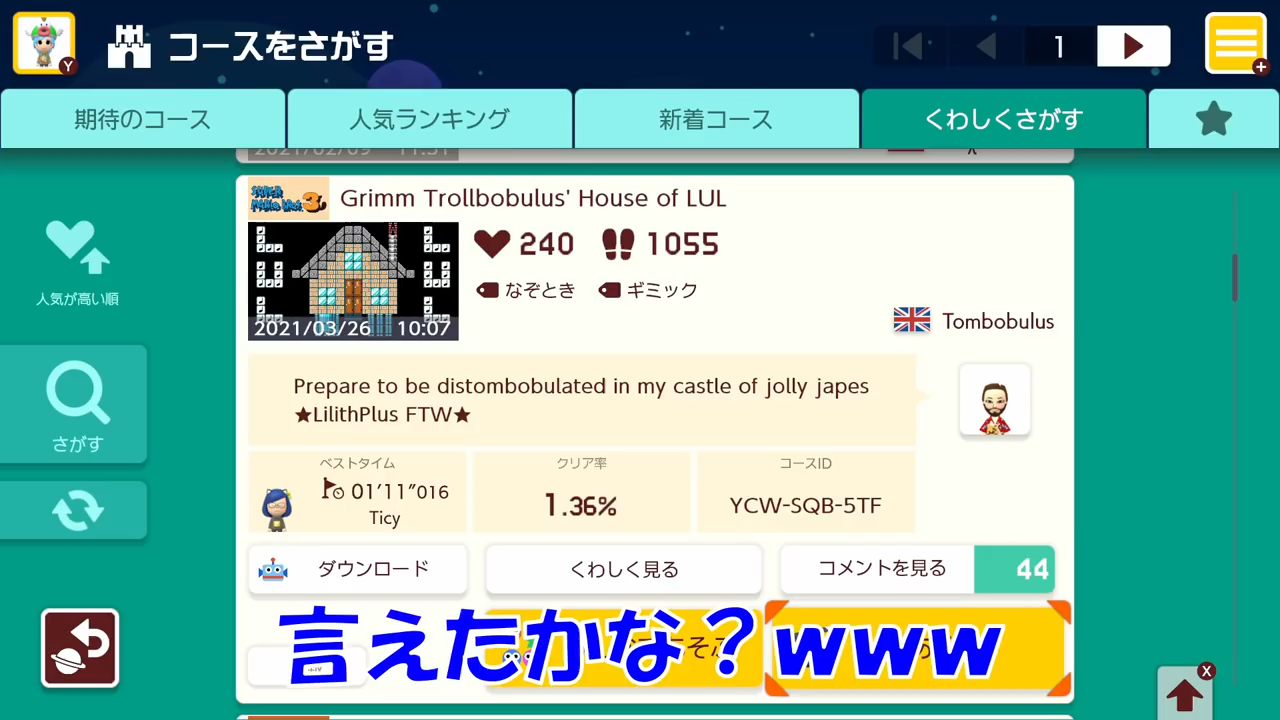 Y
コースをさがす
1
+
期待のコース
人気ランキング
新着コース
くわしくさがす
SUPER MARIO BROS. 3
Grimm Trollbobulus' House of LUL
240
1055
なぞとき
ギミック
2021/03/26 10:07
Tombobulus
人気が高い順
Prepare to be distombobulated in my castle of jolly japes
★LilithPlus FTW★
さがす
ベストタイム
01'11"016
Ticy
クリア率
1.36%
コースID
YCW-SQB-5TF
ダウンロード
くわしく見る
コメントを見る
44
言えたかな？www
X